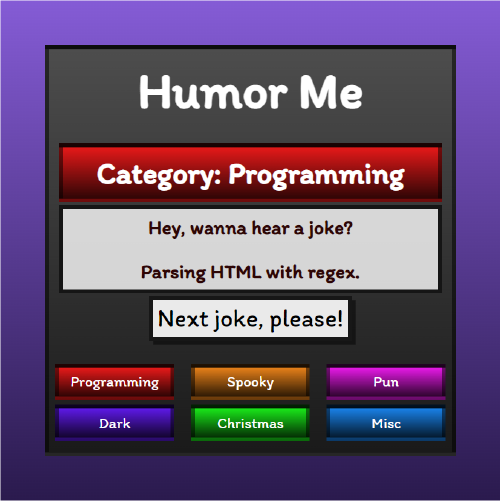 Humor Me
Category: Programming
Hey, wanna hear a joke?
Parsing HTML with regex.
Next joke, please!
Programming
Spooky
Pun
Dark
Christmas
Misc